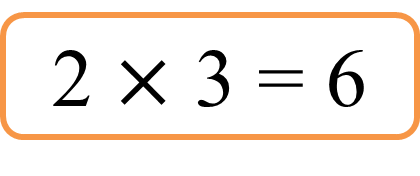 2 × 3 = 6